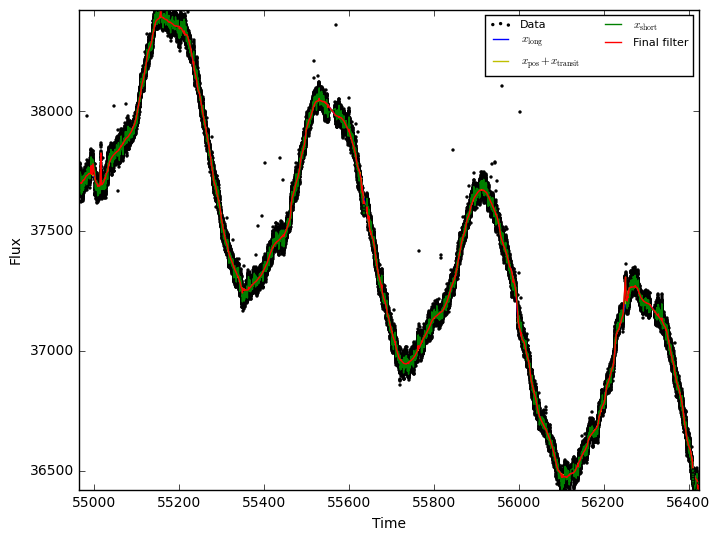 Data
x_long
x_pos + x_transit
x_short
Final filter
Flux
38000
37500
37000
36500
55000 55200 55400 55600 55800 56000 56200 56400
Time